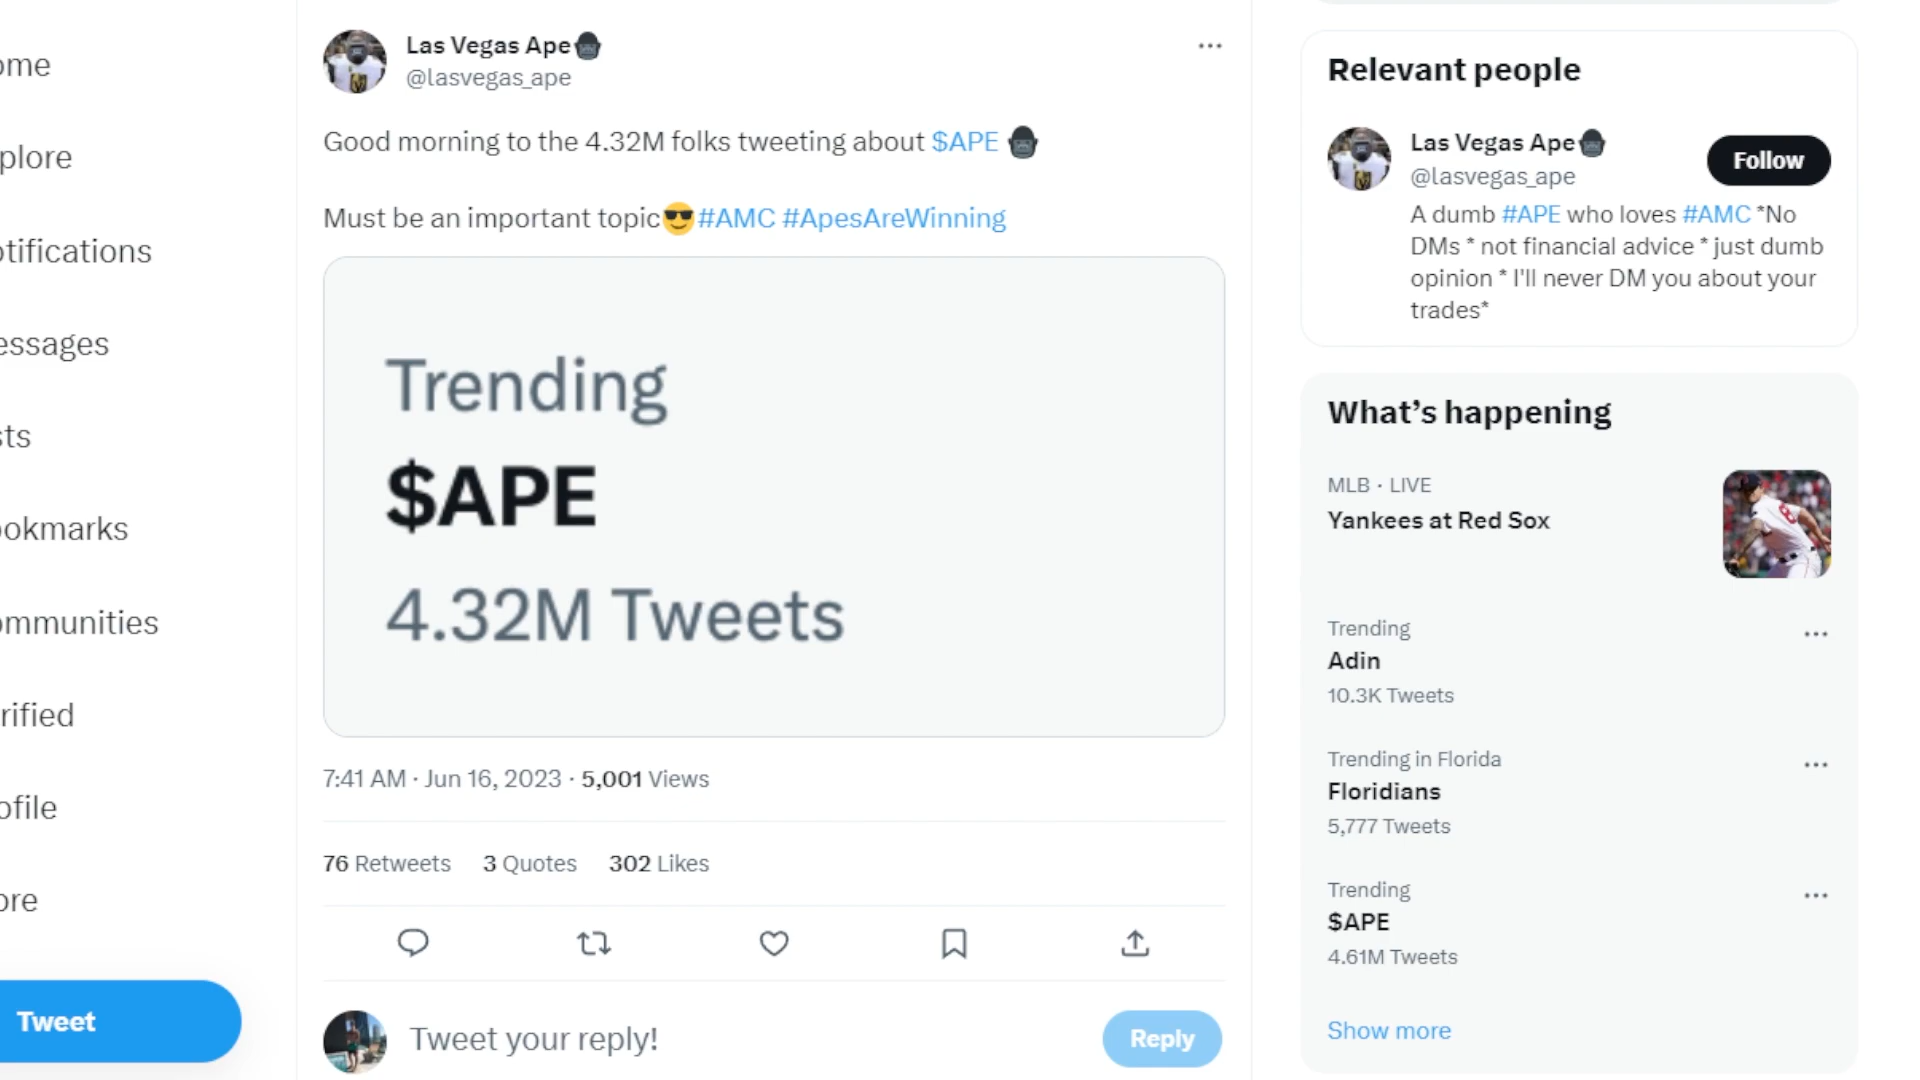 ome
plore
otifications
essages
sts
ookmarks
ommunities
rified
ofile
ore
Tweet
Las Vegas Ape
@lasvegas_ape
Good morning to the 4.32M folks tweeting about $APE
Must be an important topic😎#AMC #ApesAreWinning
Trending
$APE
4.32M Tweets
7:41 AM · Jun 16, 2023 · 5,001 Views
76 Retweets 3 Quotes 302 Likes
Tweet your reply!
Reply
Relevant people
Las Vegas Ape
@lasvegas_ape
Follow
A dumb #APE who loves #AMC *No
DMs * not financial advice * just dumb
opinion * I'll never DM you about your
trades*
What's happening
MLB · LIVE
Yankees at Red Sox
8
Trending
Adin
10.3K Tweets
Trending in Florida
Floridians
5,777 Tweets
Trending
$APE
4.61M Tweets
Show more